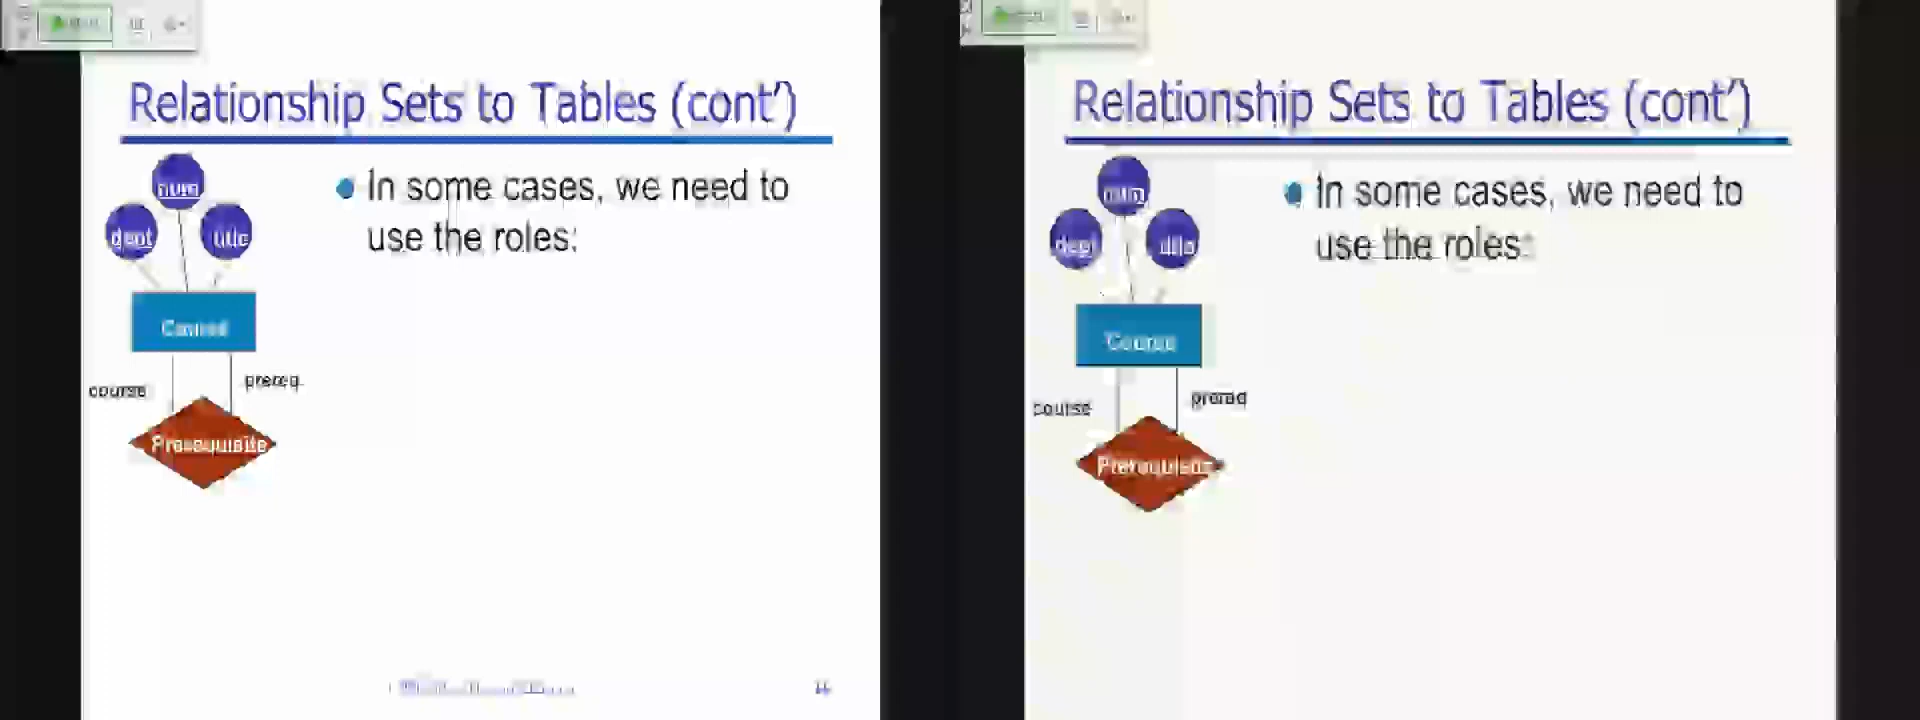 Relationship Sets to Tables (cont')
In some cases, we need to
use the roles:
num
dept
title
course
prereq
Prerequisite
Relationship Sets to Tables (cont')
In some cases, we need to
use the roles:
num
dept
title
Course
course
prereq
Prerequisite